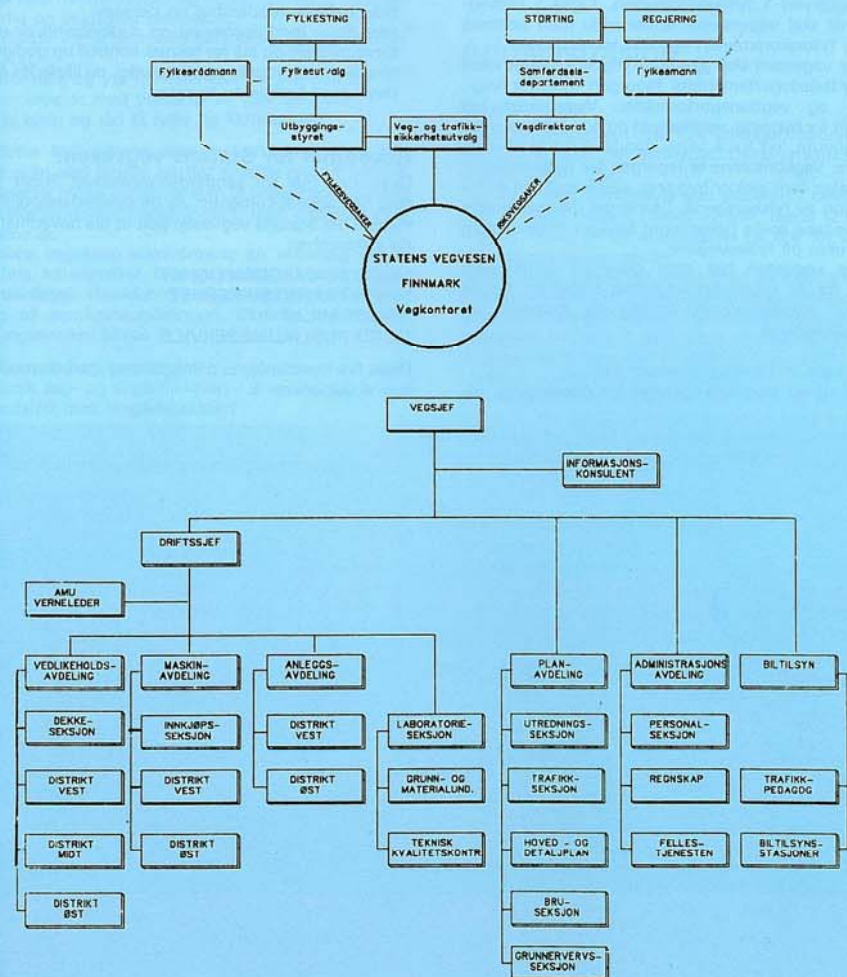 FYLKESTING
STORTING
REGJERING
Fylkesrådmann
Fylkesutvalg
Samferdsels-
departement
Fylkesmann
Utbyggings-
styret
Veg- og trafikk-
sikkerhetsutvalg
Vegdirektorat
FYLKESVEGSAKER
RIKSVEGSAKER
STATENS VEGVESEN
FINNMARK
Vegkontoret
VEGSJEF
INFORMASJONS-
KONSULENT
DRIFTSSJEF
AMU
VERNELEDER
VEDLIKEHOLDS-
AVDELING
DEKKE-
SEKSJON
DISTRIKT
VEST
DISTRIKT
MIDT
DISTRIKT
ØST
MASKIN-
AVDELING
INNKJØPS-
SEKSJON
DISTRIKT
VEST
DISTRIKT
ØST
ANLEGGS-
AVDELING
DISTRIKT
VEST
DISTRIKT
ØST
LABORATORIE-
SEKSJON
GRUNN- OG
MATERIALUND.
TEKNISK
KVALITETSKONTR
PLAN-
AVDELING
UTREDNINGS-
SEKSJON
TRAFIKK-
SEKSJON
HOVED - OG
DETALJPLAN
BRU-
SEKSJON
GRUNNERVERVS-
SEKSJON
ADMINISTRASJONS
AVDELING
PERSONAL-
SEKSJON
REGNSKAP
FELLES-
TJENESTEN
BILTILSYN
TRAFIKK-
PEDAGOG
BILTILSYNS-
STASJONER